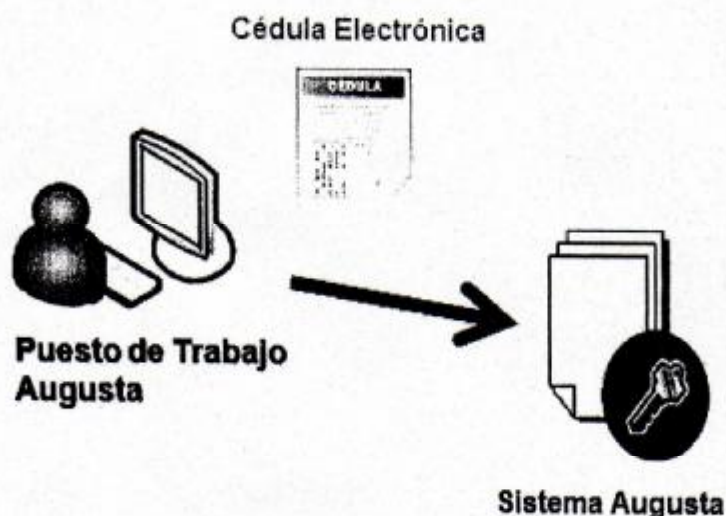 Cédula Electrónica
CEDULA
Puesto de Trabajo
Augusta
Sistema Augusta